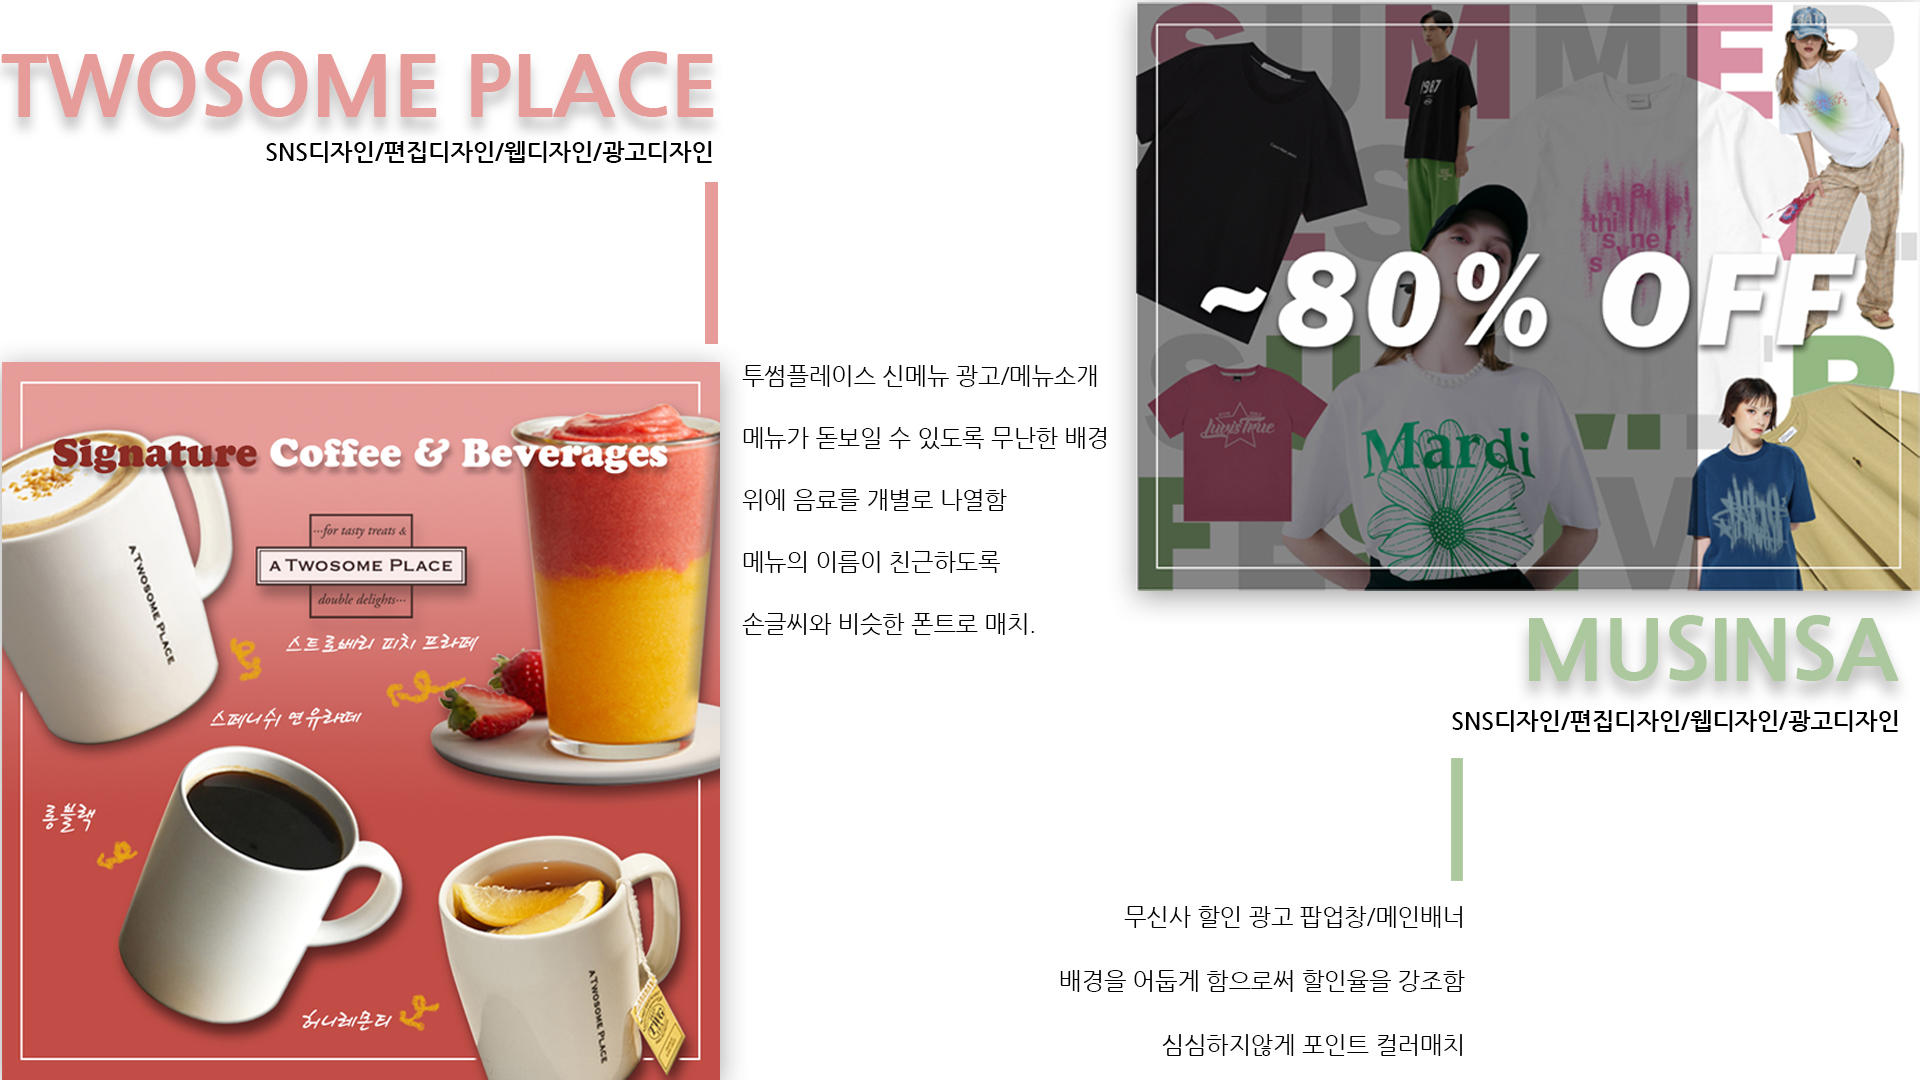 TWOSOME PLACE
SNS디자인/편집디자인/웹디자인/광고디자인
Signature Coffee & Beverages
···for tasty treats &
A TWOSOME PLACE
double delights···
스트로베리 피치 프라페
스페니쉬 연유라떼
롱블랙
허니레몬티
A TWOSOME PLACE
A TWOSOME PLACE
TWG
투썸플레이스 신메뉴 광고/메뉴소개
메뉴가 돋보일 수 있도록 무난한 배경
위에 음료를 개별로 나열함
메뉴의 이름이 친근하도록
손글씨와 비슷한 폰트로 매치.
SUMMER
1987
~80% OFF
Mardi
MUSINSA
SNS디자인/편집디자인/웹디자인/광고디자인
무신사 할인 광고 팝업창/메인배너
배경을 어둡게 함으로써 할인율을 강조함
심심하지않게 포인트 컬러매치